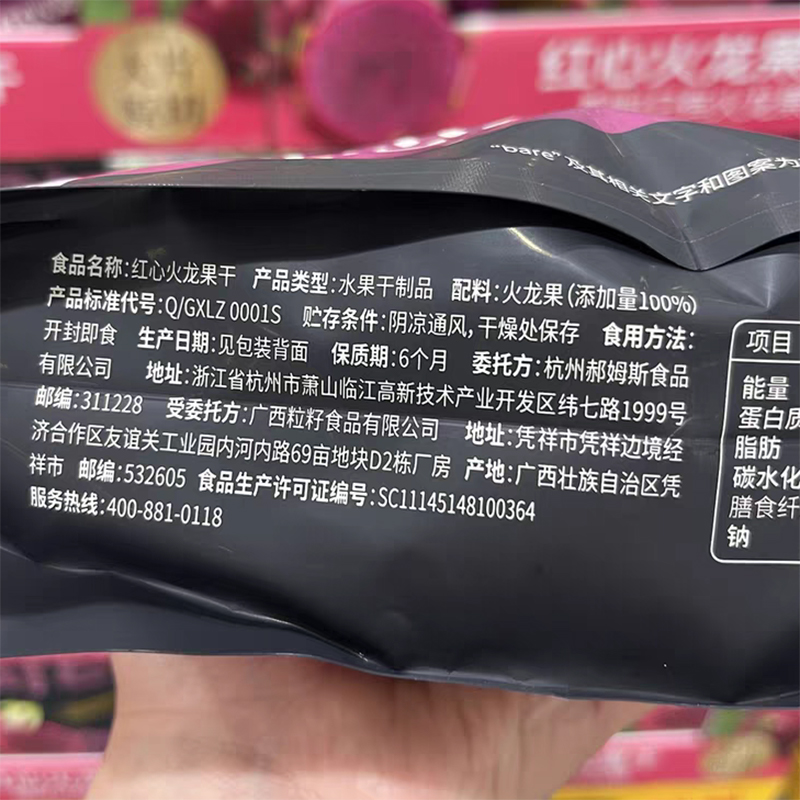 红心火龙果
"bare"及其相关文字和图案为
食品名称:红心火龙果干 产品类型:水果干制品 配料:火龙果(添加量100%)
产品标准代号:Q/GXLZ 0001S 贮存条件:阴凉通风,干燥处保存 食用方法:
开封即食 生产日期:见包装背面 保质期:6个月 委托方:杭州郝姆斯食品
有限公司 地址:浙江省杭州市萧山临江高新技术产业开发区纬七路1999号
邮编:311228 受委托方:广西粒籽食品有限公司 地址:凭祥市凭祥边境经
济合作区友谊关工业园内河内路69亩地块D2栋厂房 产地:广西壮族自治区凭
祥市 邮编:532605 食品生产许可证编号:SC11145148100364
服务热线:400-881-0118
项目
能量
蛋白质
脂肪
碳水化
膳食纤
钠